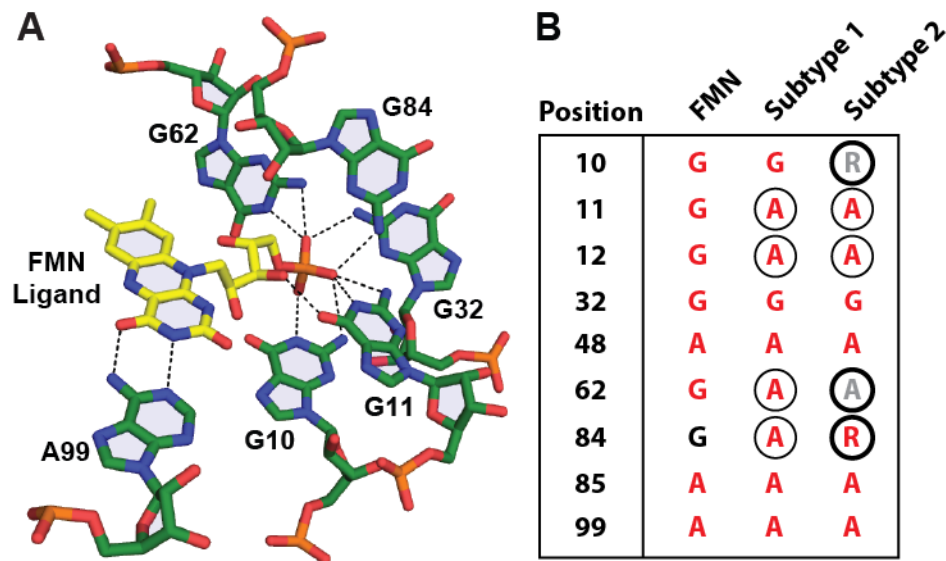 A
G62
G84
FMN
Ligand
G32
G11
G10
A99
B
Position FMN Subtype 1 Subtype 2
10 G G R
11 G A A
12 G A A
32 G G G
48 A A A
62 G A A
84 G A R
85 A A A
99 A A A